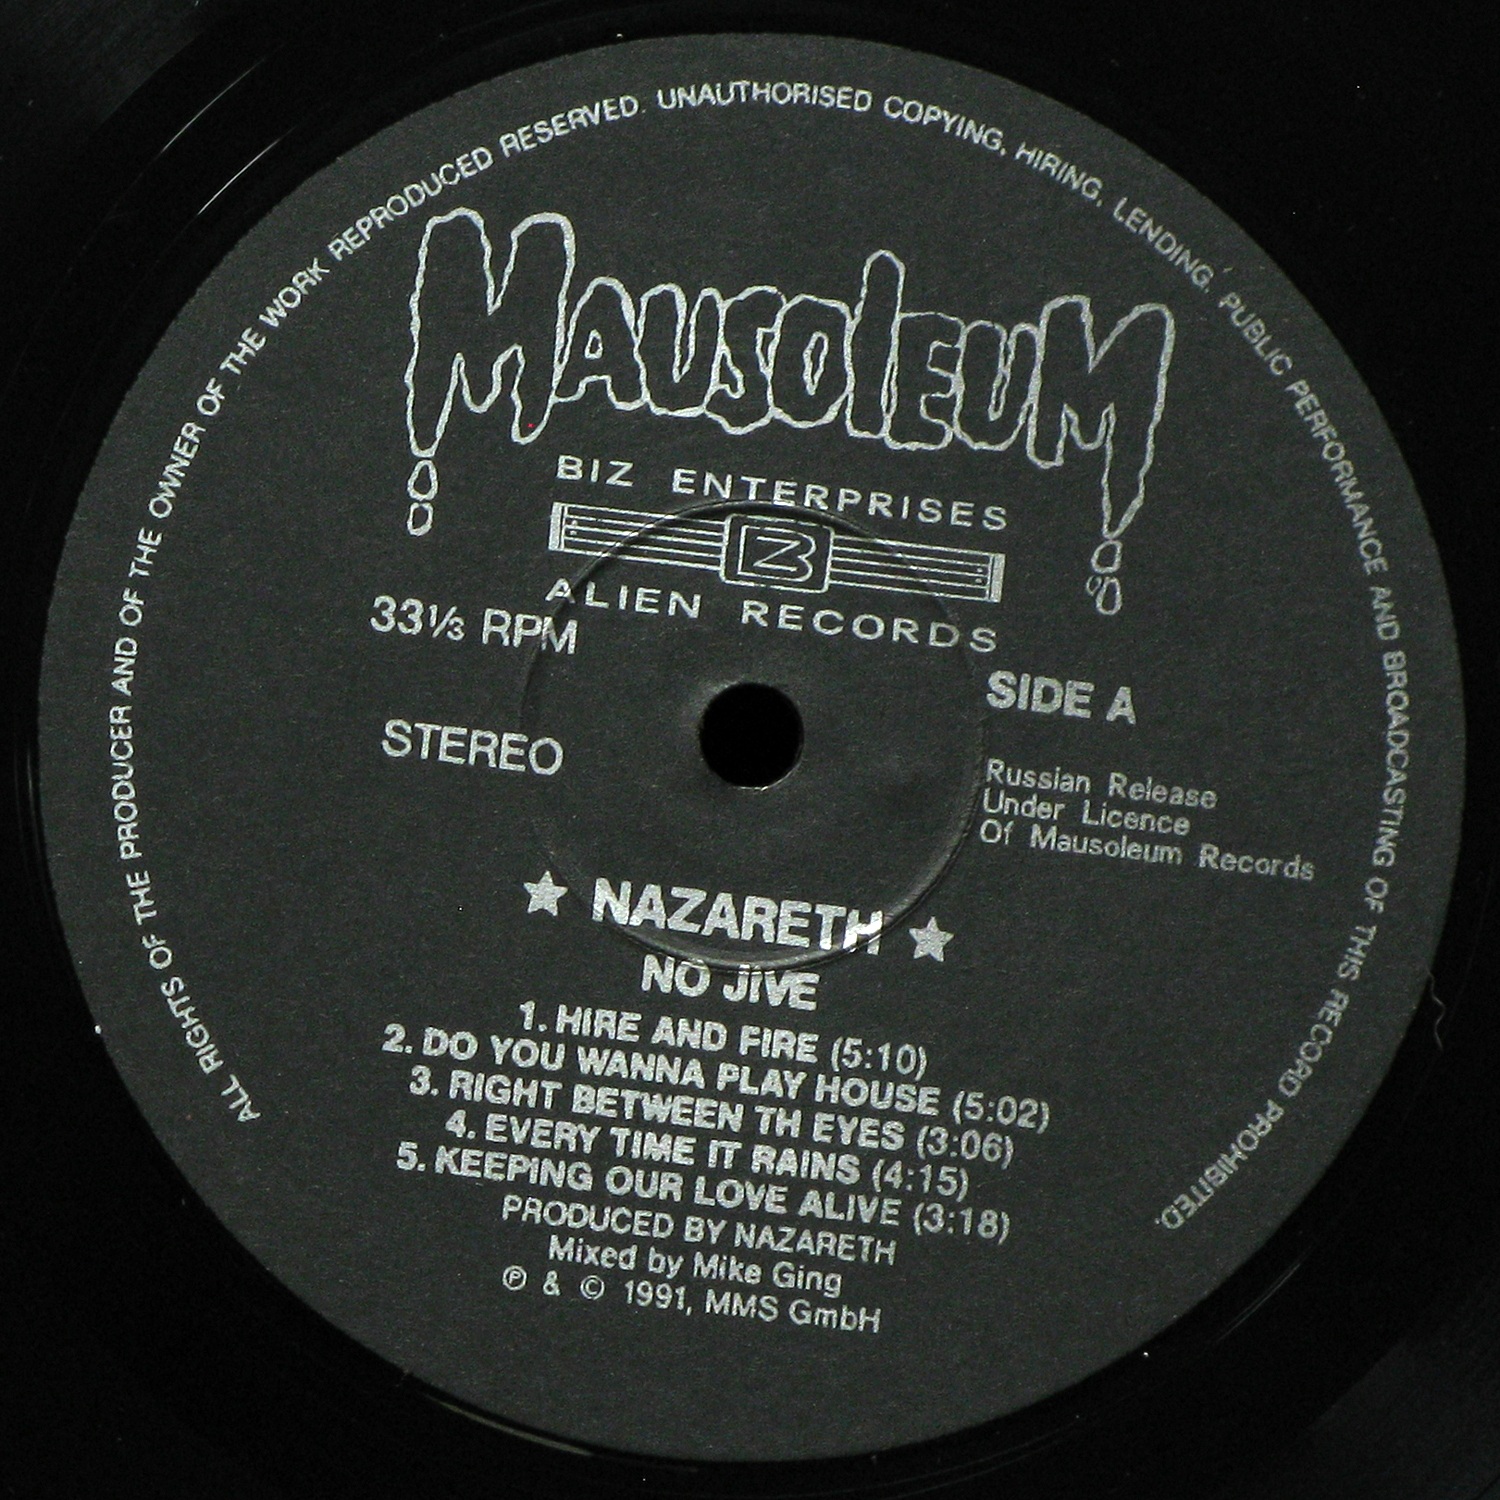 ALL RIGHTS OF THE PRODUCER AND OF THE OWNER OF THE WORK REPRODUCED RESERVED. UNAUTHORISED COPYING, HIRING, LENDING, PUBLIC PERFORMANCE AND BROADCASTING OF THIS RECORD PROHIBITED.
MAUSOLEUM
BIZ ENTERPRISES
B
ALIEN RECORDS
33⅓ RPM
SIDE A
STEREO
Russian Release
Under Licence
Of Mausoleum Records
★ NAZARETH ★
NO JIVE
1. HIRE AND FIRE (5:10)
2. DO YOU WANNA PLAY HOUSE (5:02)
3. RIGHT BETWEEN TH EYES (3:06)
4. EVERY TIME IT RAINS (4:15)
5. KEEPING OUR LOVE ALIVE (3:18)
PRODUCED BY NAZARETH
Mixed by Mike Ging
℗ & © 1991, MMS GmbH